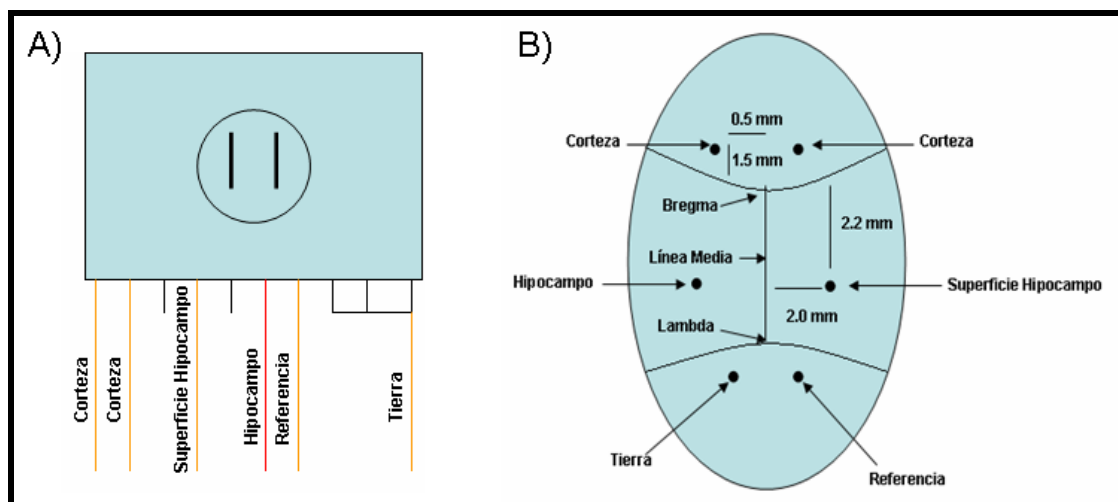 A)
Corteza
Corteza
Superficie Hipocampo
Hipocampo
Referencia
Tierra
B)
0.5 mm
Corteza
Corteza
1.5 mm
Bregma
2.2 mm
Línea Media
Hipocampo
Superficie Hipocampo
2.0 mm
Lambda
Tierra
Referencia